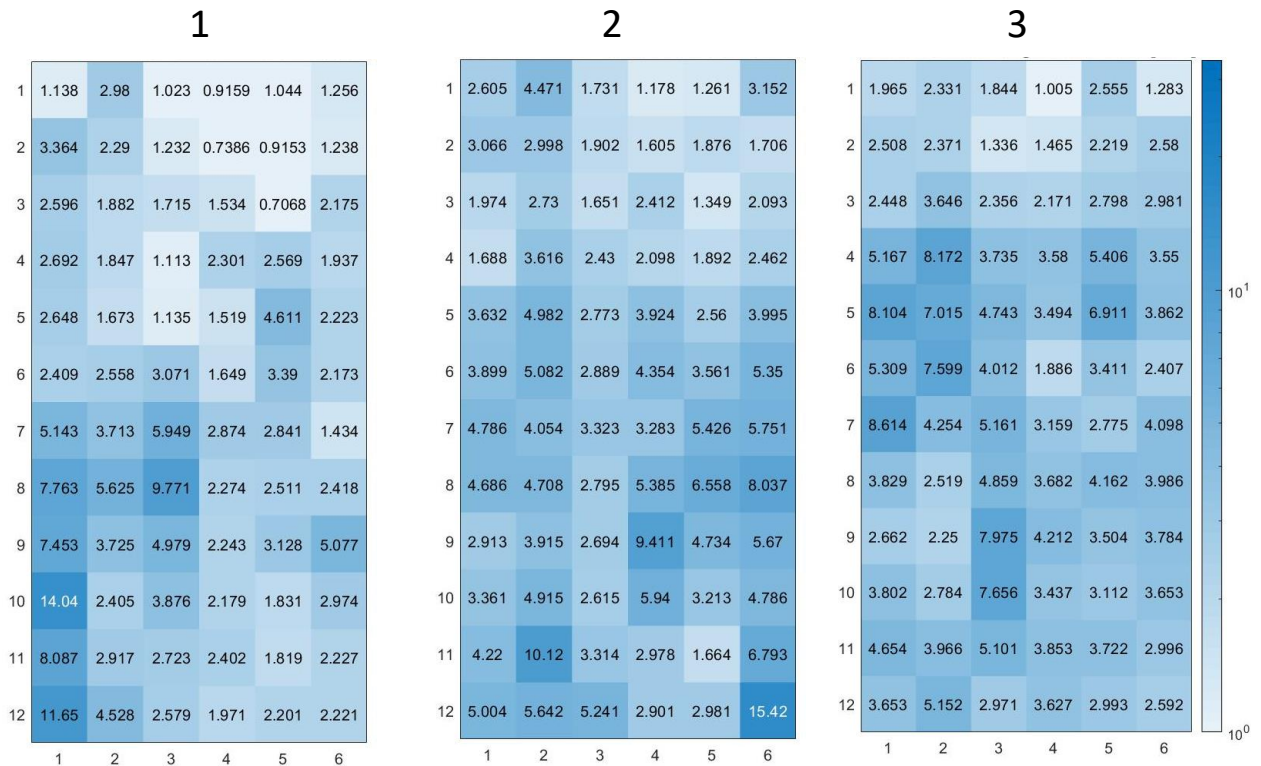 1 2 3
1 1.138 2.98 1.023 0.9159 1.044 1.256
2 3.364 2.29 1.232 0.7386 0.9153 1.238
3 2.596 1.882 1.715 1.534 0.7068 2.175
4 2.692 1.847 1.113 2.301 2.569 1.937
5 2.648 1.673 1.135 1.519 4.611 2.223
6 2.409 2.558 3.071 1.649 3.39 2.173
7 5.143 3.713 5.949 2.874 2.841 1.434
8 7.763 5.625 9.771 2.274 2.511 2.418
9 7.453 3.725 4.979 2.243 3.128 5.077
10 14.04 2.405 3.876 2.179 1.831 2.974
11 8.087 2.917 2.723 2.402 1.819 2.227
12 11.65 4.528 2.579 1.971 2.201 2.221
1 2 3 4 5 6
1 2.605 4.471 1.731 1.178 1.261 3.152
2 3.066 2.998 1.902 1.605 1.876 1.706
3 1.974 2.73 1.651 2.412 1.349 2.093
4 1.688 3.616 2.43 2.098 1.892 2.462
5 3.632 4.982 2.773 3.924 2.56 3.995
6 3.899 5.082 2.889 4.354 3.561 5.35
7 4.786 4.054 3.323 3.283 5.426 5.751
8 4.686 4.708 2.795 5.385 6.558 8.037
9 2.913 3.915 2.694 9.411 4.734 5.67
10 3.361 4.915 2.615 5.94 3.213 4.786
11 4.22 10.12 3.314 2.978 1.664 6.793
12 5.004 5.642 5.241 2.901 2.981 15.42
1 2 3 4 5 6
1 1.965 2.331 1.844 1.005 2.555 1.283
2 2.508 2.371 1.336 1.465 2.219 2.58
3 2.448 3.646 2.356 2.171 2.798 2.981
4 5.167 8.172 3.735 3.58 5.406 3.55
5 8.104 7.015 4.743 3.494 6.911 3.862
6 5.309 7.599 4.012 1.886 3.411 2.407
7 8.614 4.254 5.161 3.159 2.775 4.098
8 3.829 2.519 4.859 3.682 4.162 3.986
9 2.662 2.25 7.975 4.212 3.504 3.784
10 3.802 2.784 7.656 3.437 3.112 3.653
11 4.654 3.966 5.101 3.853 3.722 2.996
12 3.653 5.152 2.971 3.627 2.993 2.592
1 2 3 4 5 6
10¹
10⁰